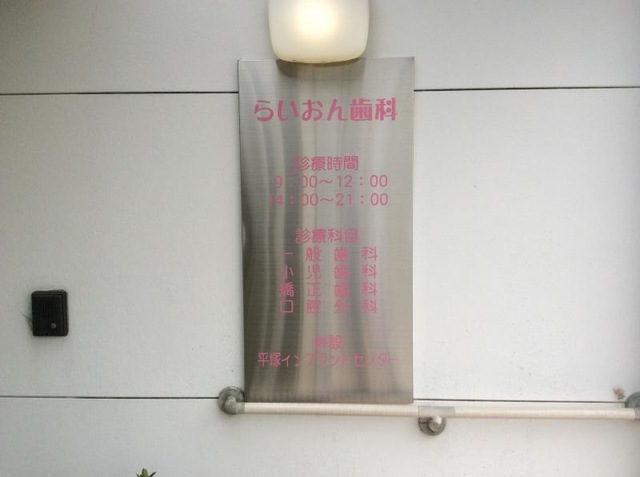 らいおん歯科
診療時間
9:00～12:00
14:00～21:00
診療科目
一般歯科
小児歯科
矯正歯科
口腔外科
併設
平塚インプラントセンター